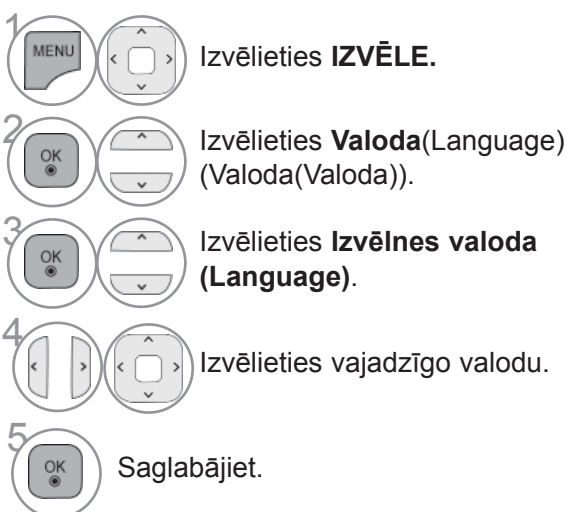 1
MENU
Izvēlieties IZVĒLE.
2
OK
Izvēlieties Valoda(Language)
(Valoda(Valoda)).
3
OK
Izvēlieties Izvēlnes valoda
(Language).
4
Izvēlieties vajadzīgo valodu.
5
OK
Saglabājiet.